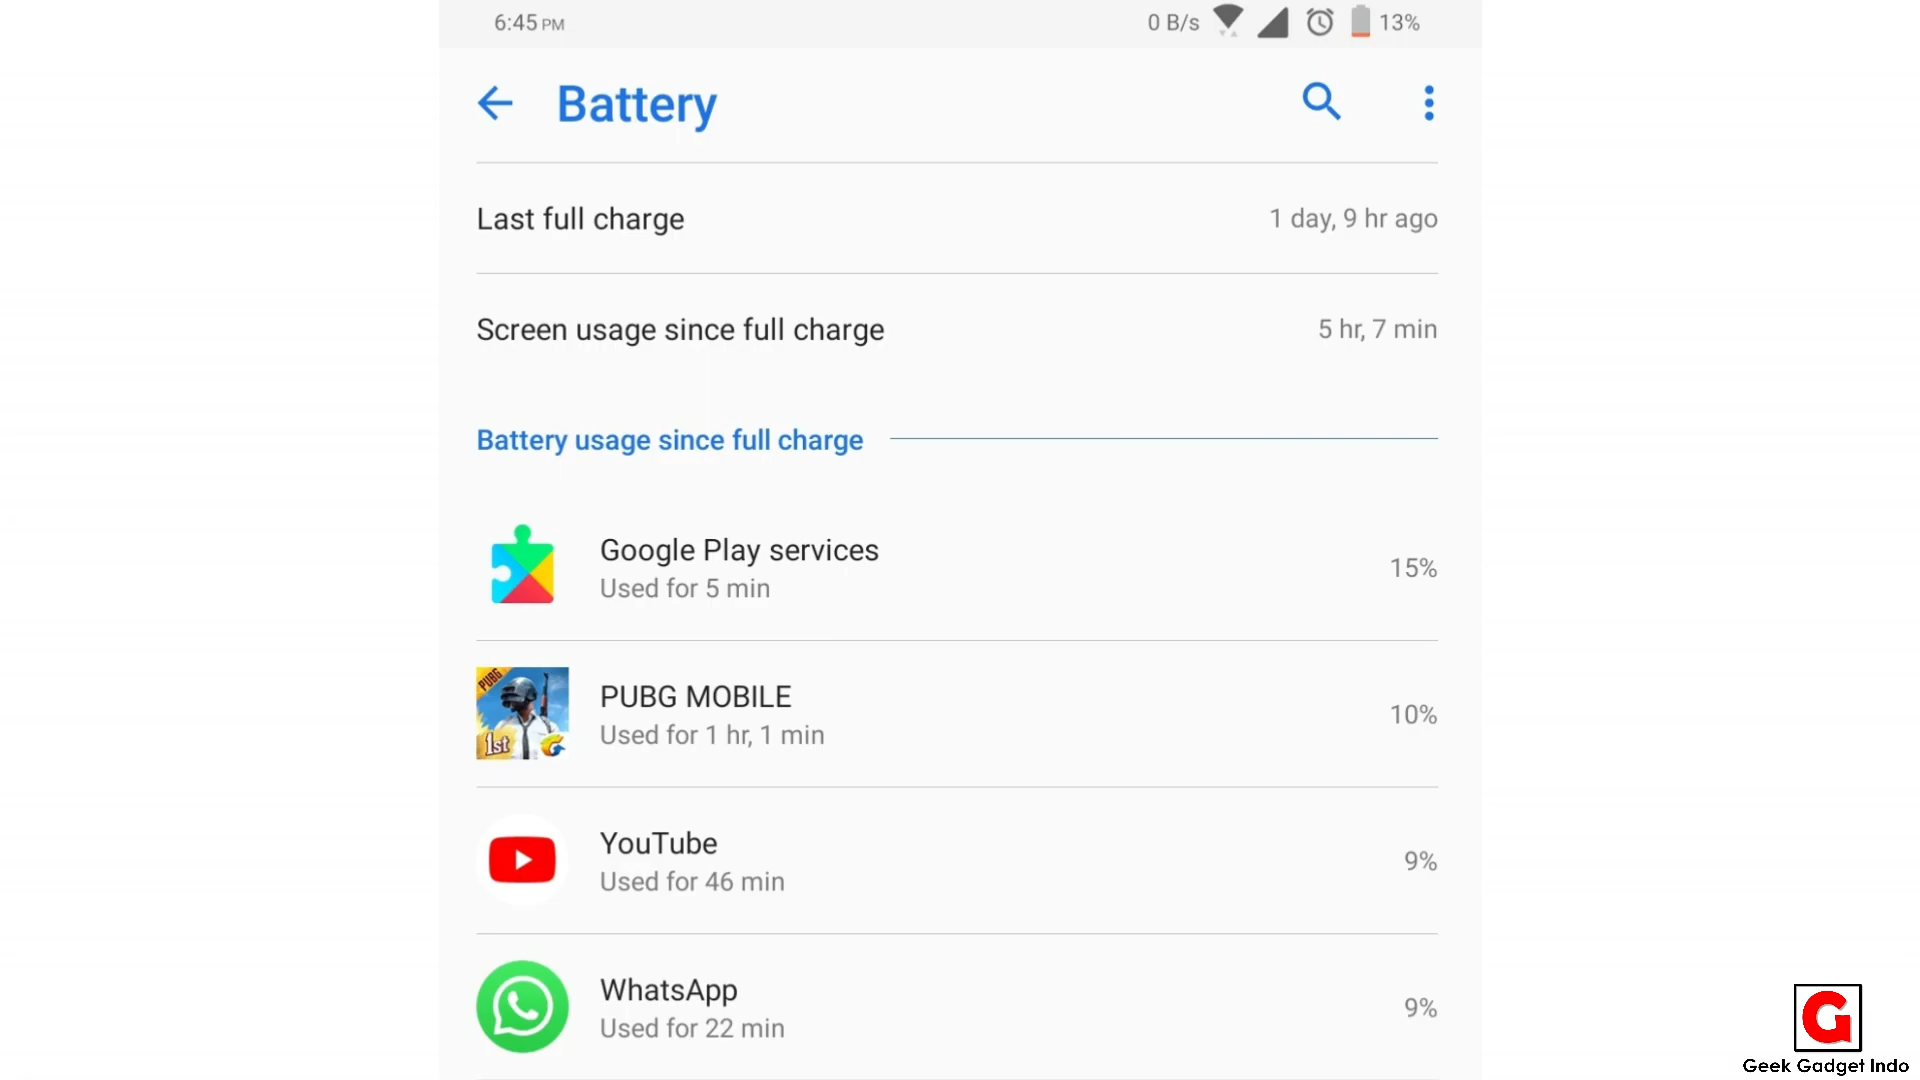 6:45 PM
0 B/s
13%
Battery
Last full charge
1 day, 9 hr ago
Screen usage since full charge
5 hr, 7 min
Battery usage since full charge
Google Play services
Used for 5 min
15%
PUBG
1st
PUBG MOBILE
Used for 1 hr, 1 min
10%
YouTube
Used for 46 min
9%
WhatsApp
Used for 22 min
9%
G
Geek Gadget Indo